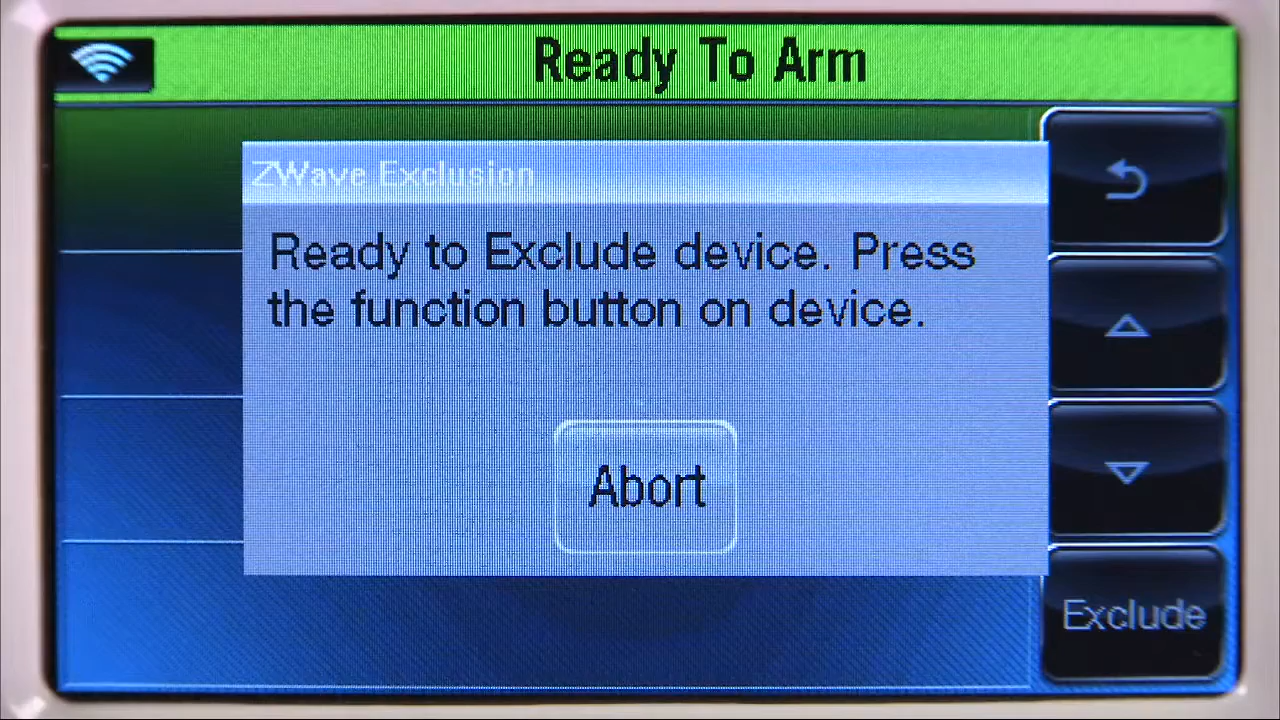 Ready To Arm
ZWave Exclusion
Ready to Exclude device. Press
the function button on device.
Abort
Exclude